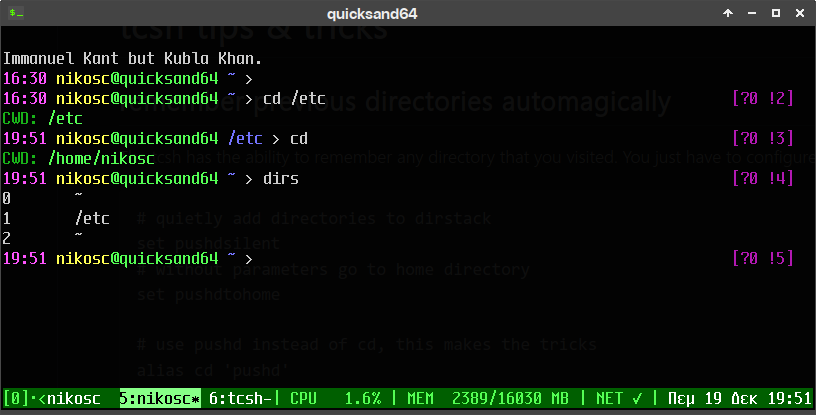 quicksand64
tcsh tips & tricks
Immanuel Kant but Kubla Khan.
16:30 nikosc@quicksand64 ~ >
16:30 nikosc@quicksand64 ~ > cd /etc [?0 !2]
previous directories automagically
CWD: /etc
19:51 nikosc@quicksand64 /etc > cd [?0 !3]
CWD: /home/nikosc
tcsh has the ability to remember any directory that you visited. You just have to configure
19:51 nikosc@quicksand64 ~ > dirs [?0 !4]
0 ~
1 /etc
2 ~
# quietly add directories to dirstack
set pushdsilent
19:51 nikosc@quicksand64 ~ > [?0 !5]
# without parameters go to home directory
set pushdtohome
# use pushd instead of cd, this makes the tricks
alias cd 'pushd'
[0]·<nikosc 5:nikosc* 6:tcsh-| CPU 1.6% | MEM 2389/16030 MB | NET ✓ | Πεμ 19 Δεκ 19:51